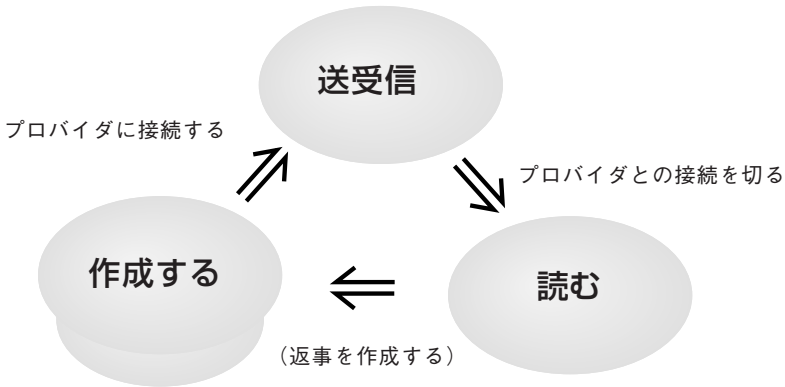 送受信
プロバイダに接続する
プロバイダとの接続を切る
作成する
読む
（返事を作成する）